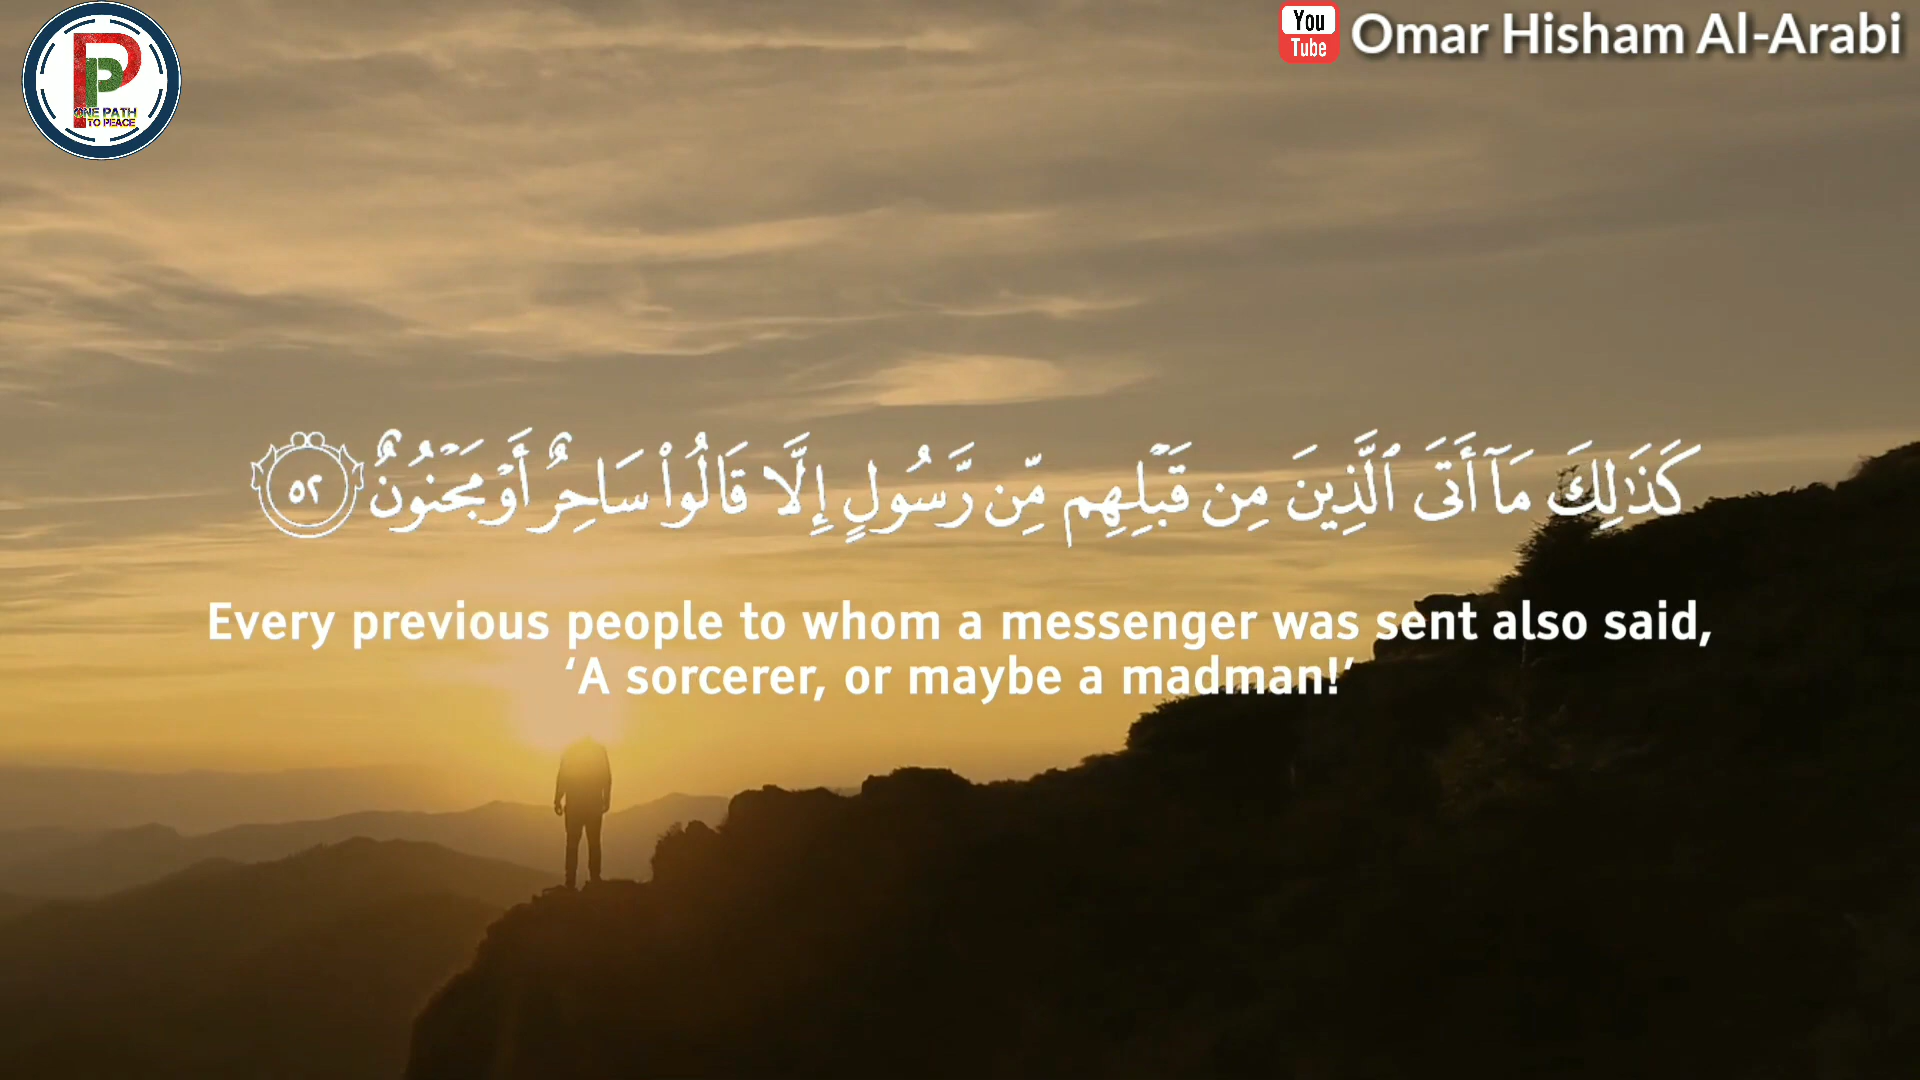 ONE PATH
TO PEACE
You
Tube
Omar Hisham Al-Arabi
كَذَٰلِكَ مَآ أَتَى ٱلَّذِينَ مِن قَبْلِهِم مِّن رَّسُولٍ إِلَّا قَالُوا۟ سَاحِرٌ أَوْ مَجْنُونٌ ٥٢
Every previous people to whom a messenger was sent also said,
‘A sorcerer, or maybe a madman!’